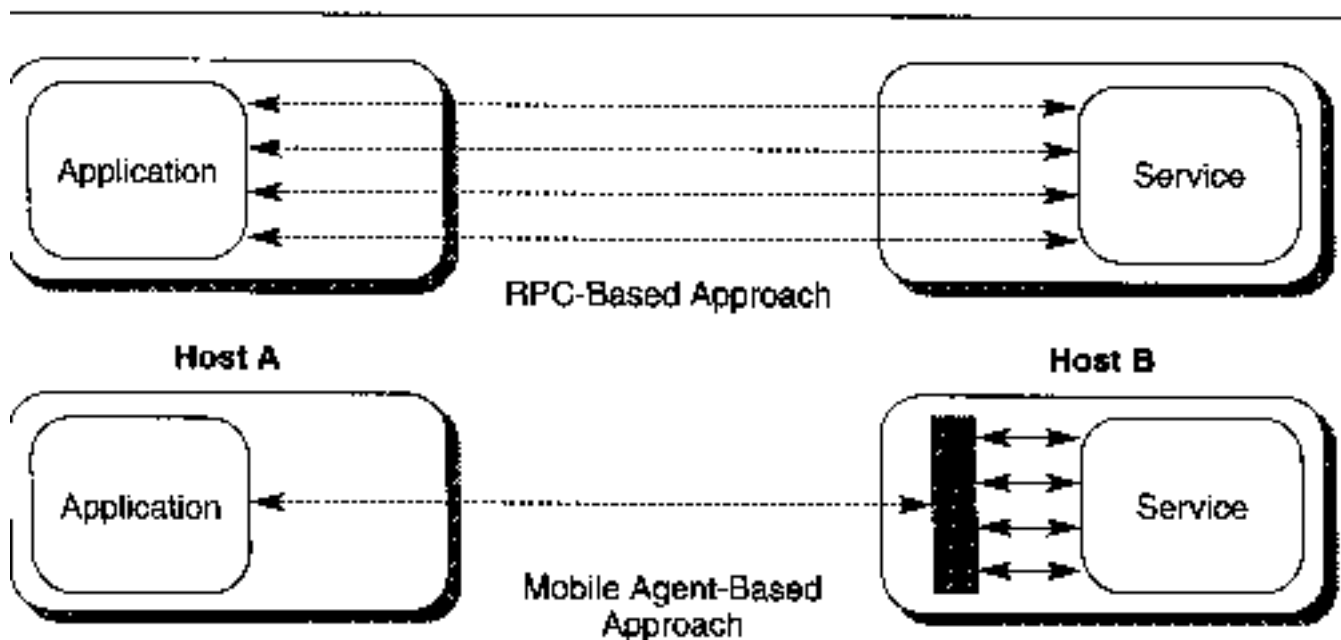 Application
Service
RPC-Based Approach
Host A
Host B
Application
Service
Mobile Agent-Based
Approach